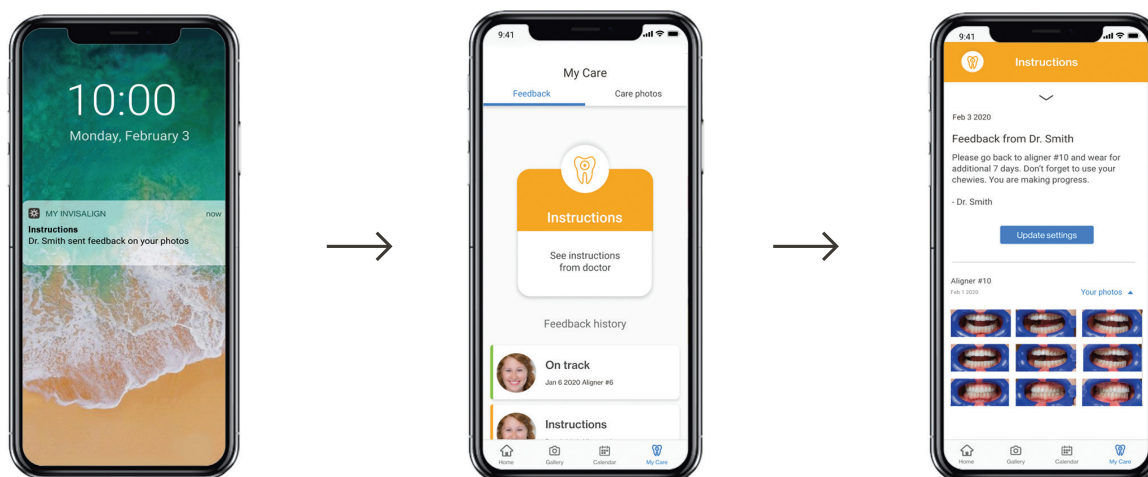 10:00
Monday, February 3
MY INVISALIGN
now
Instructions
Dr. Smith sent feedback on your photos
9:41
My Care
Feedback
Care photos
Instructions
See instructions
from doctor
Feedback history
On track
Jan 6 2020 Aligner #6
Instructions
Home
Gallery
Calendar
My Care
9:41
Instructions
Feb 3 2020
Feedback from Dr. Smith
Please go back to aligner #10 and wear for
additional 7 days. Don't forget to use your
chewies. You are making progress.
- Dr. Smith
Update settings
Aligner #10
Feb 1 2020
Your photos
Home
Gallery
Calendar
My Care